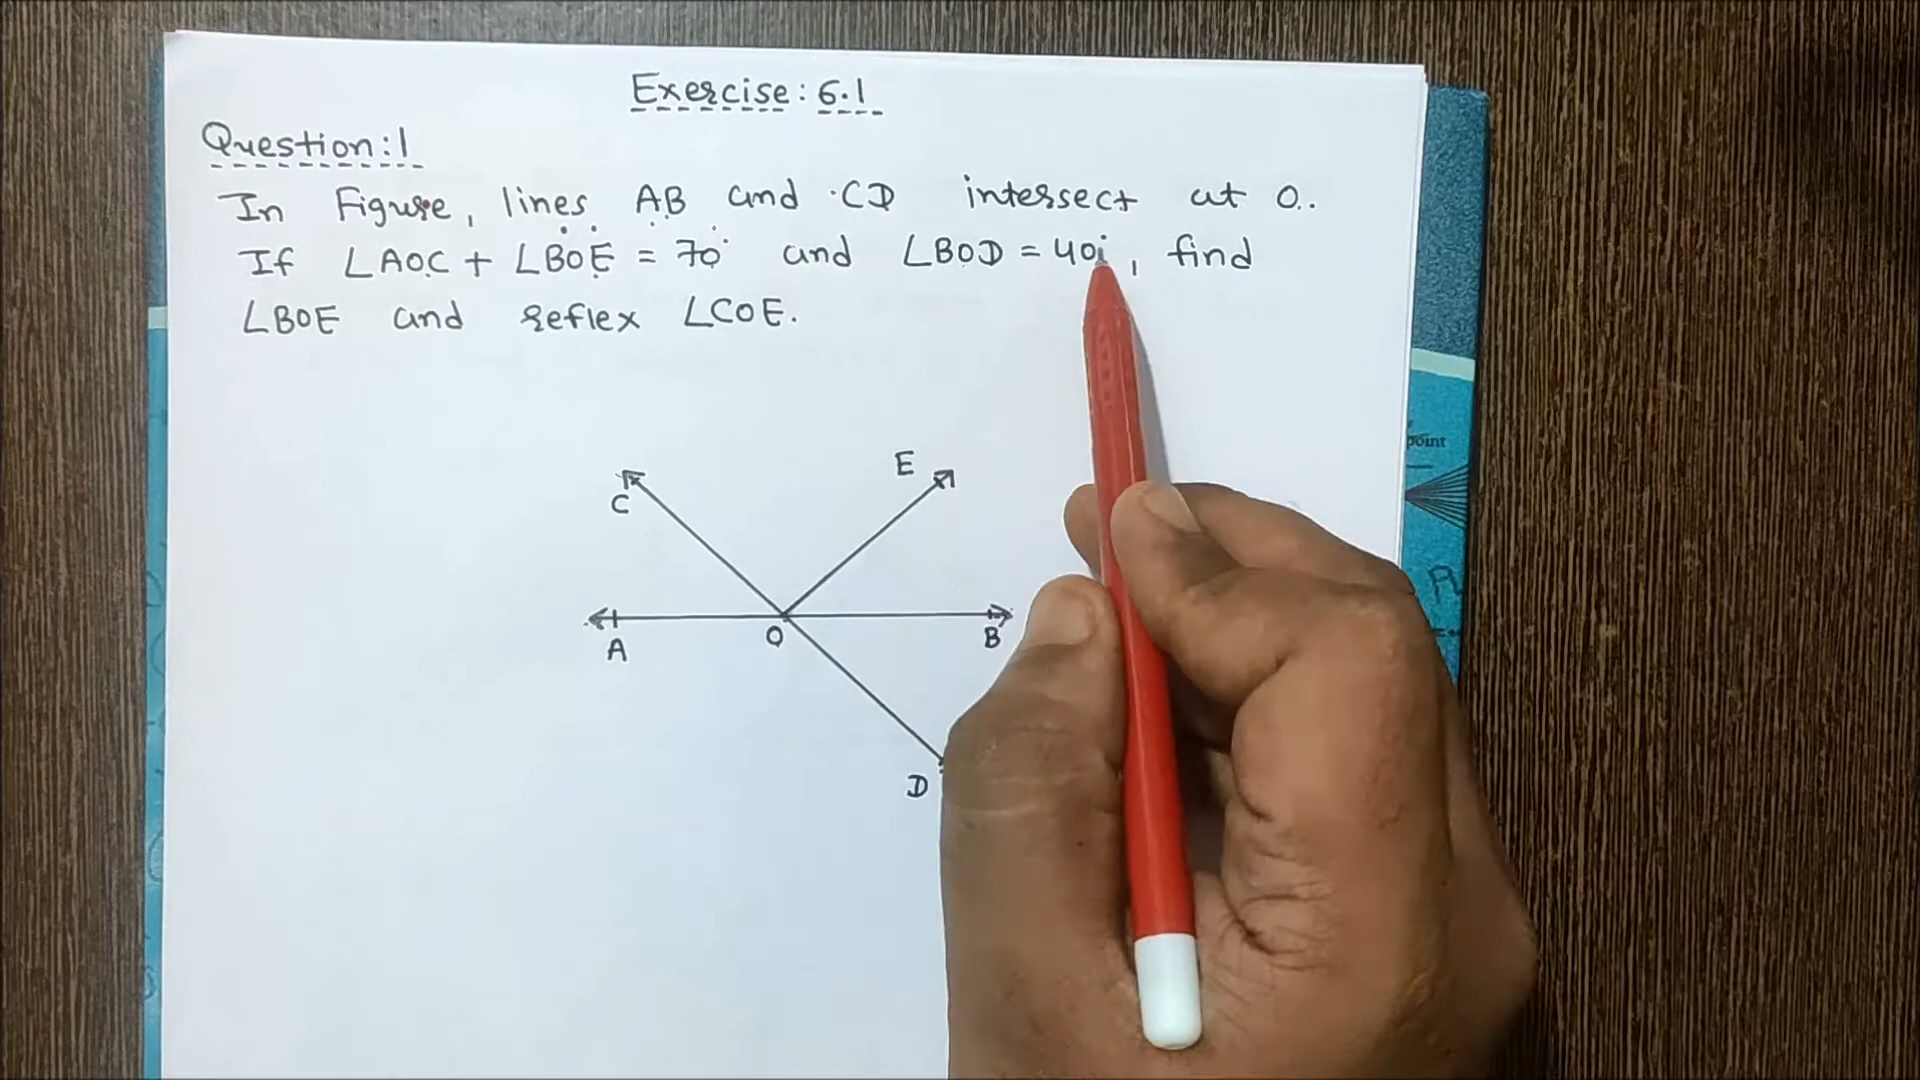 Exercise: 6.1
Question:1
In Figure, lines AB and CD intersect at O.
If ∠AOC + ∠BOE = 70° and ∠BOD = 40°, find
∠BOE and reflex ∠COE.
point
E
C
A
O
B
D